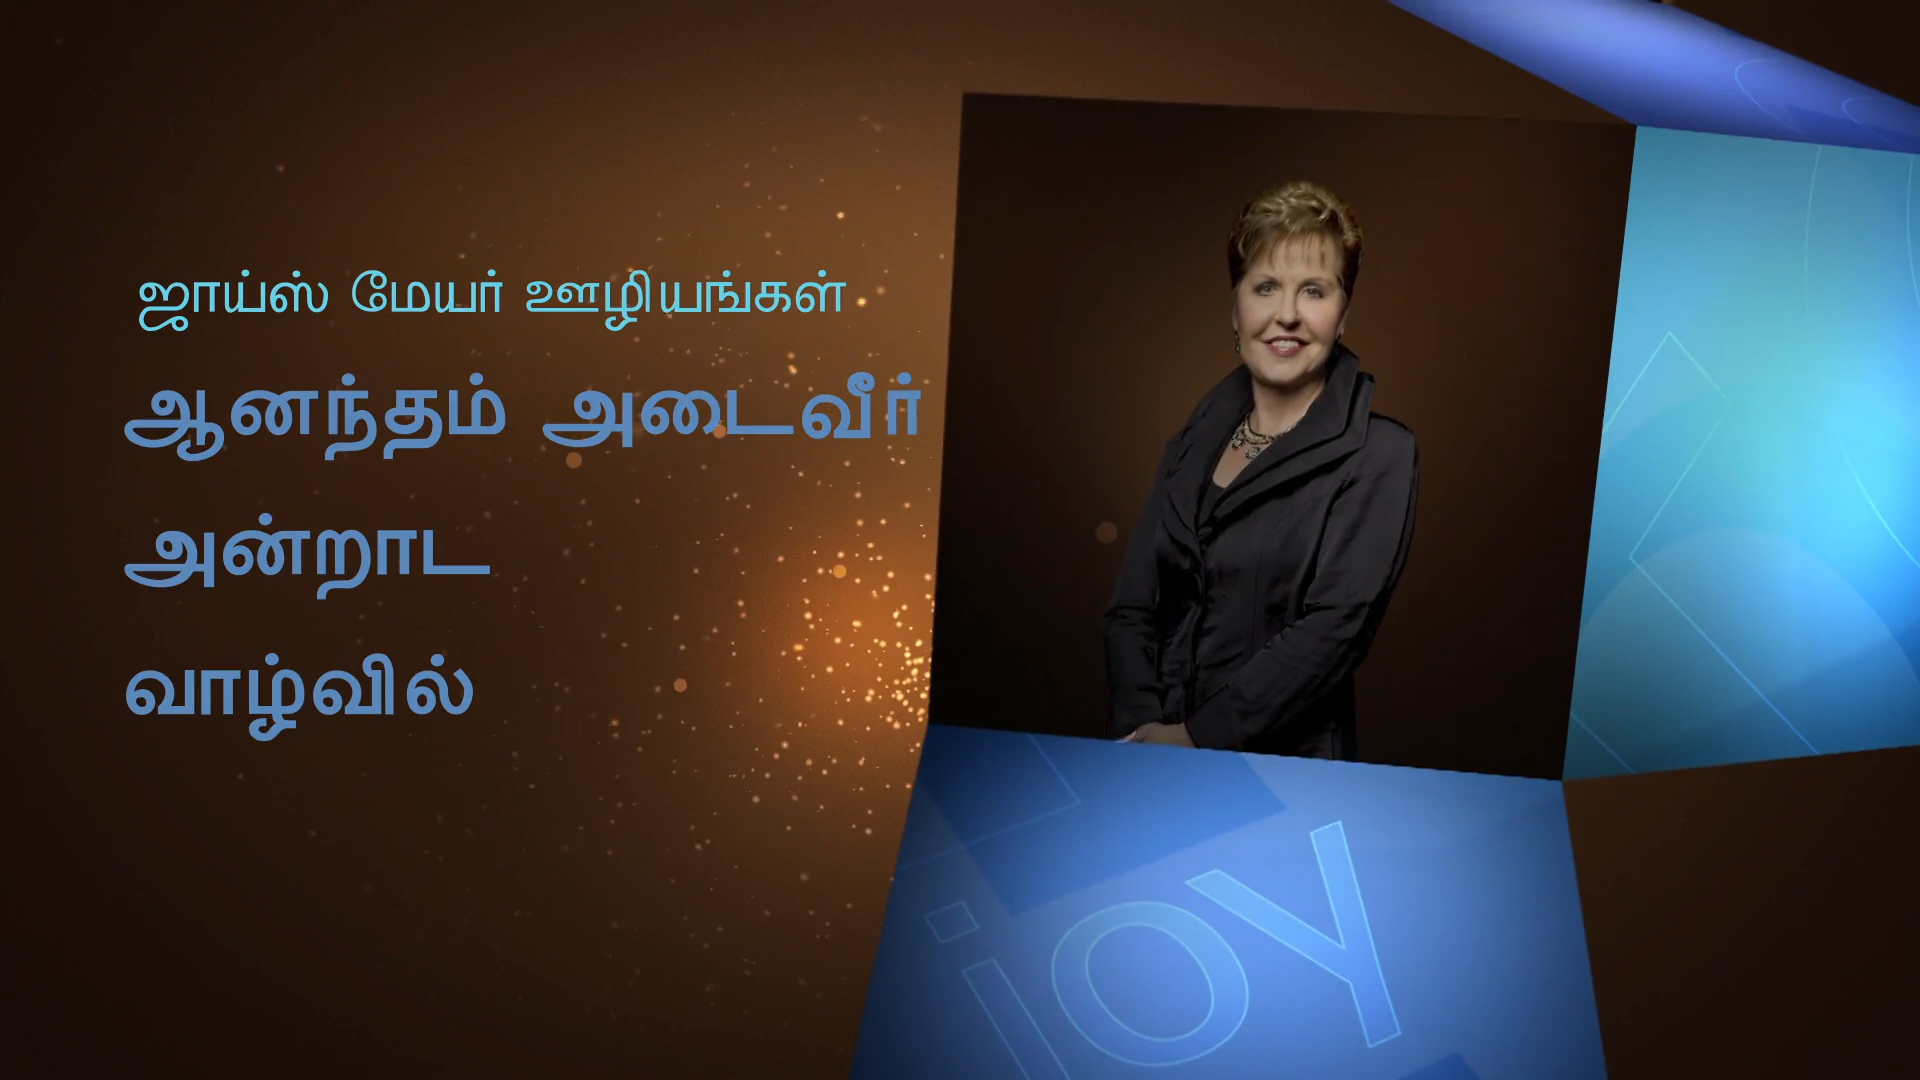 ஜாய்ஸ் மேயர் ஊழியங்கள்
ஆனந்தம் அடைவீர்
அன்றாட
வாழ்வில்
joy